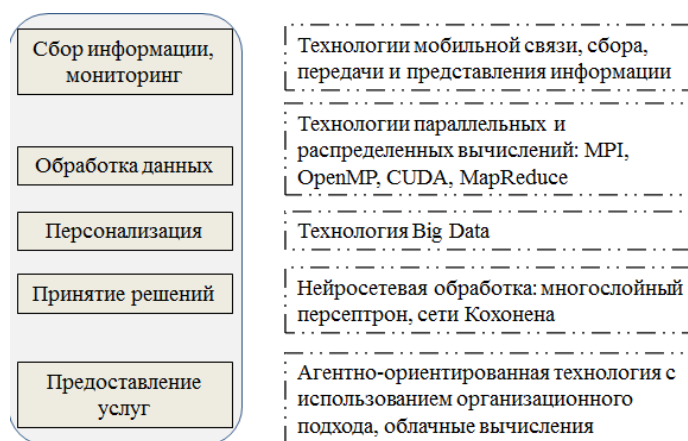 Сбор информации,
мониторинг
Технологии мобильной связи, сбора,
передачи и представления информации
Обработка данных
Технологии параллельных и
распределенных вычислений: MPI,
OpenMP, CUDA, MapReduce
Персонализация
Технология Big Data
Принятие решений
Нейросетевая обработка: многослойный
персептрон, сети Кохонена
Предоставление
услуг
Агентно-ориентированная технология с
использованием организационного
подхода, облачные вычисления